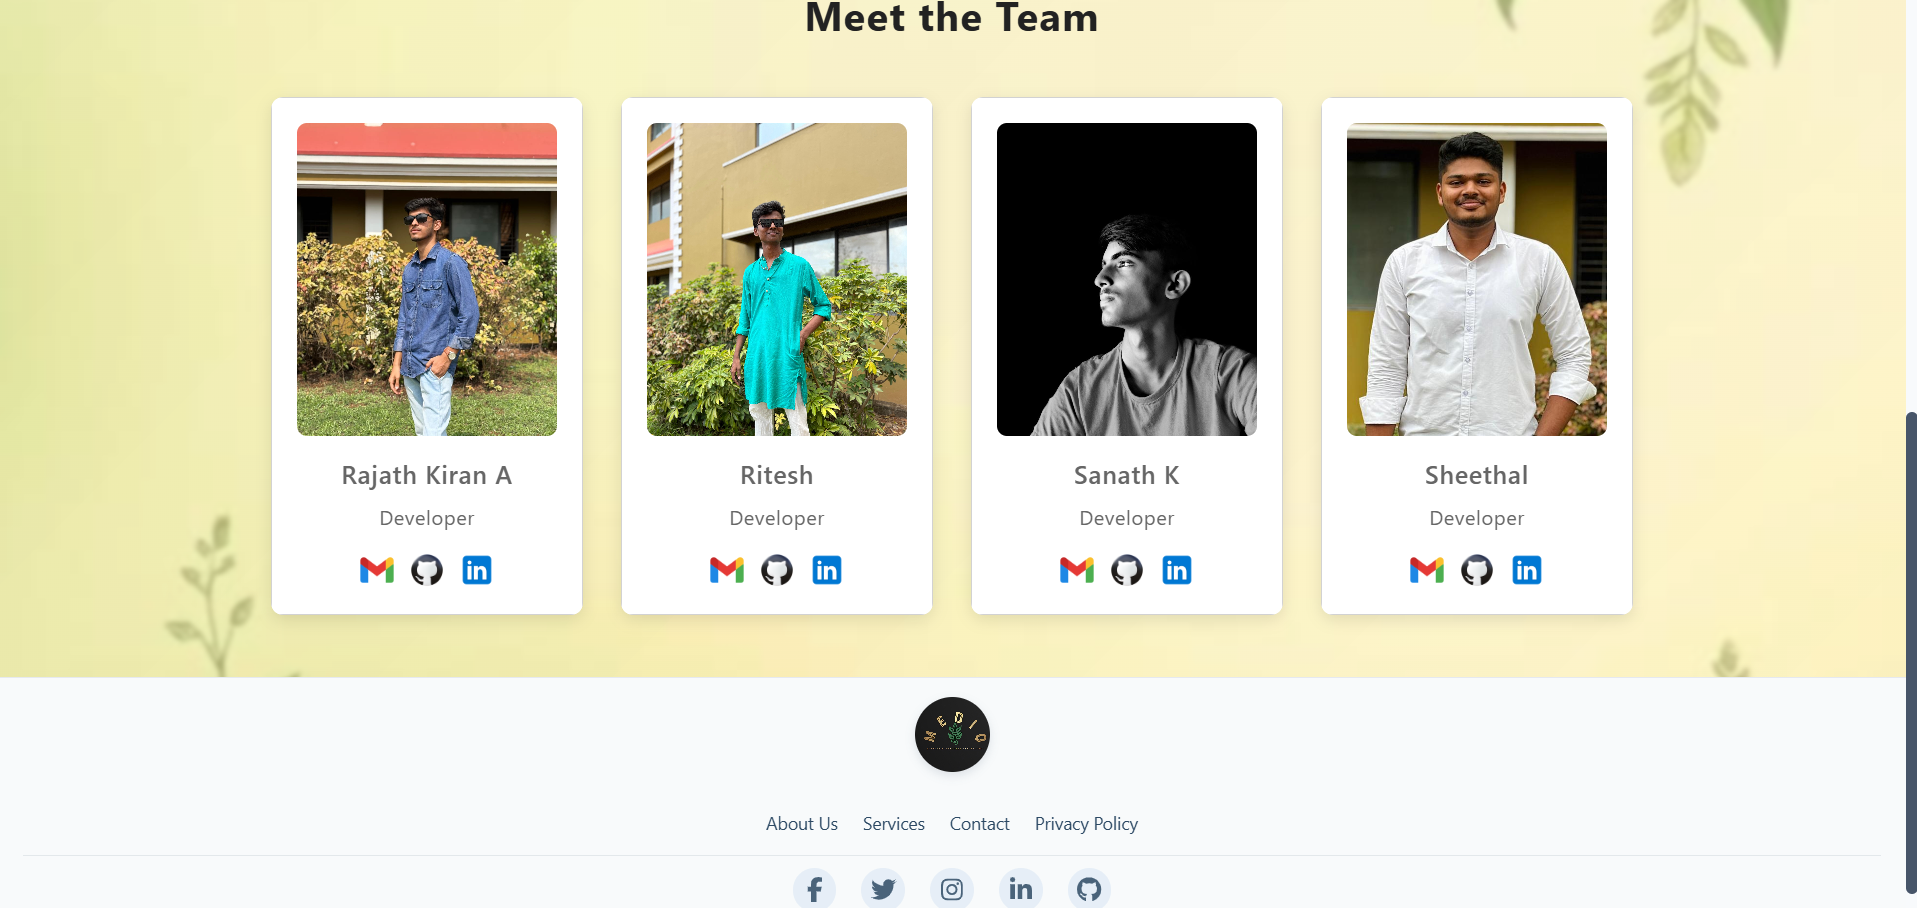 Meet the Team
Rajath Kiran A
Developer
Ritesh
Developer
Sanath K
Developer
Sheethal
Developer
MEDIQ
About Us Services Contact Privacy Policy